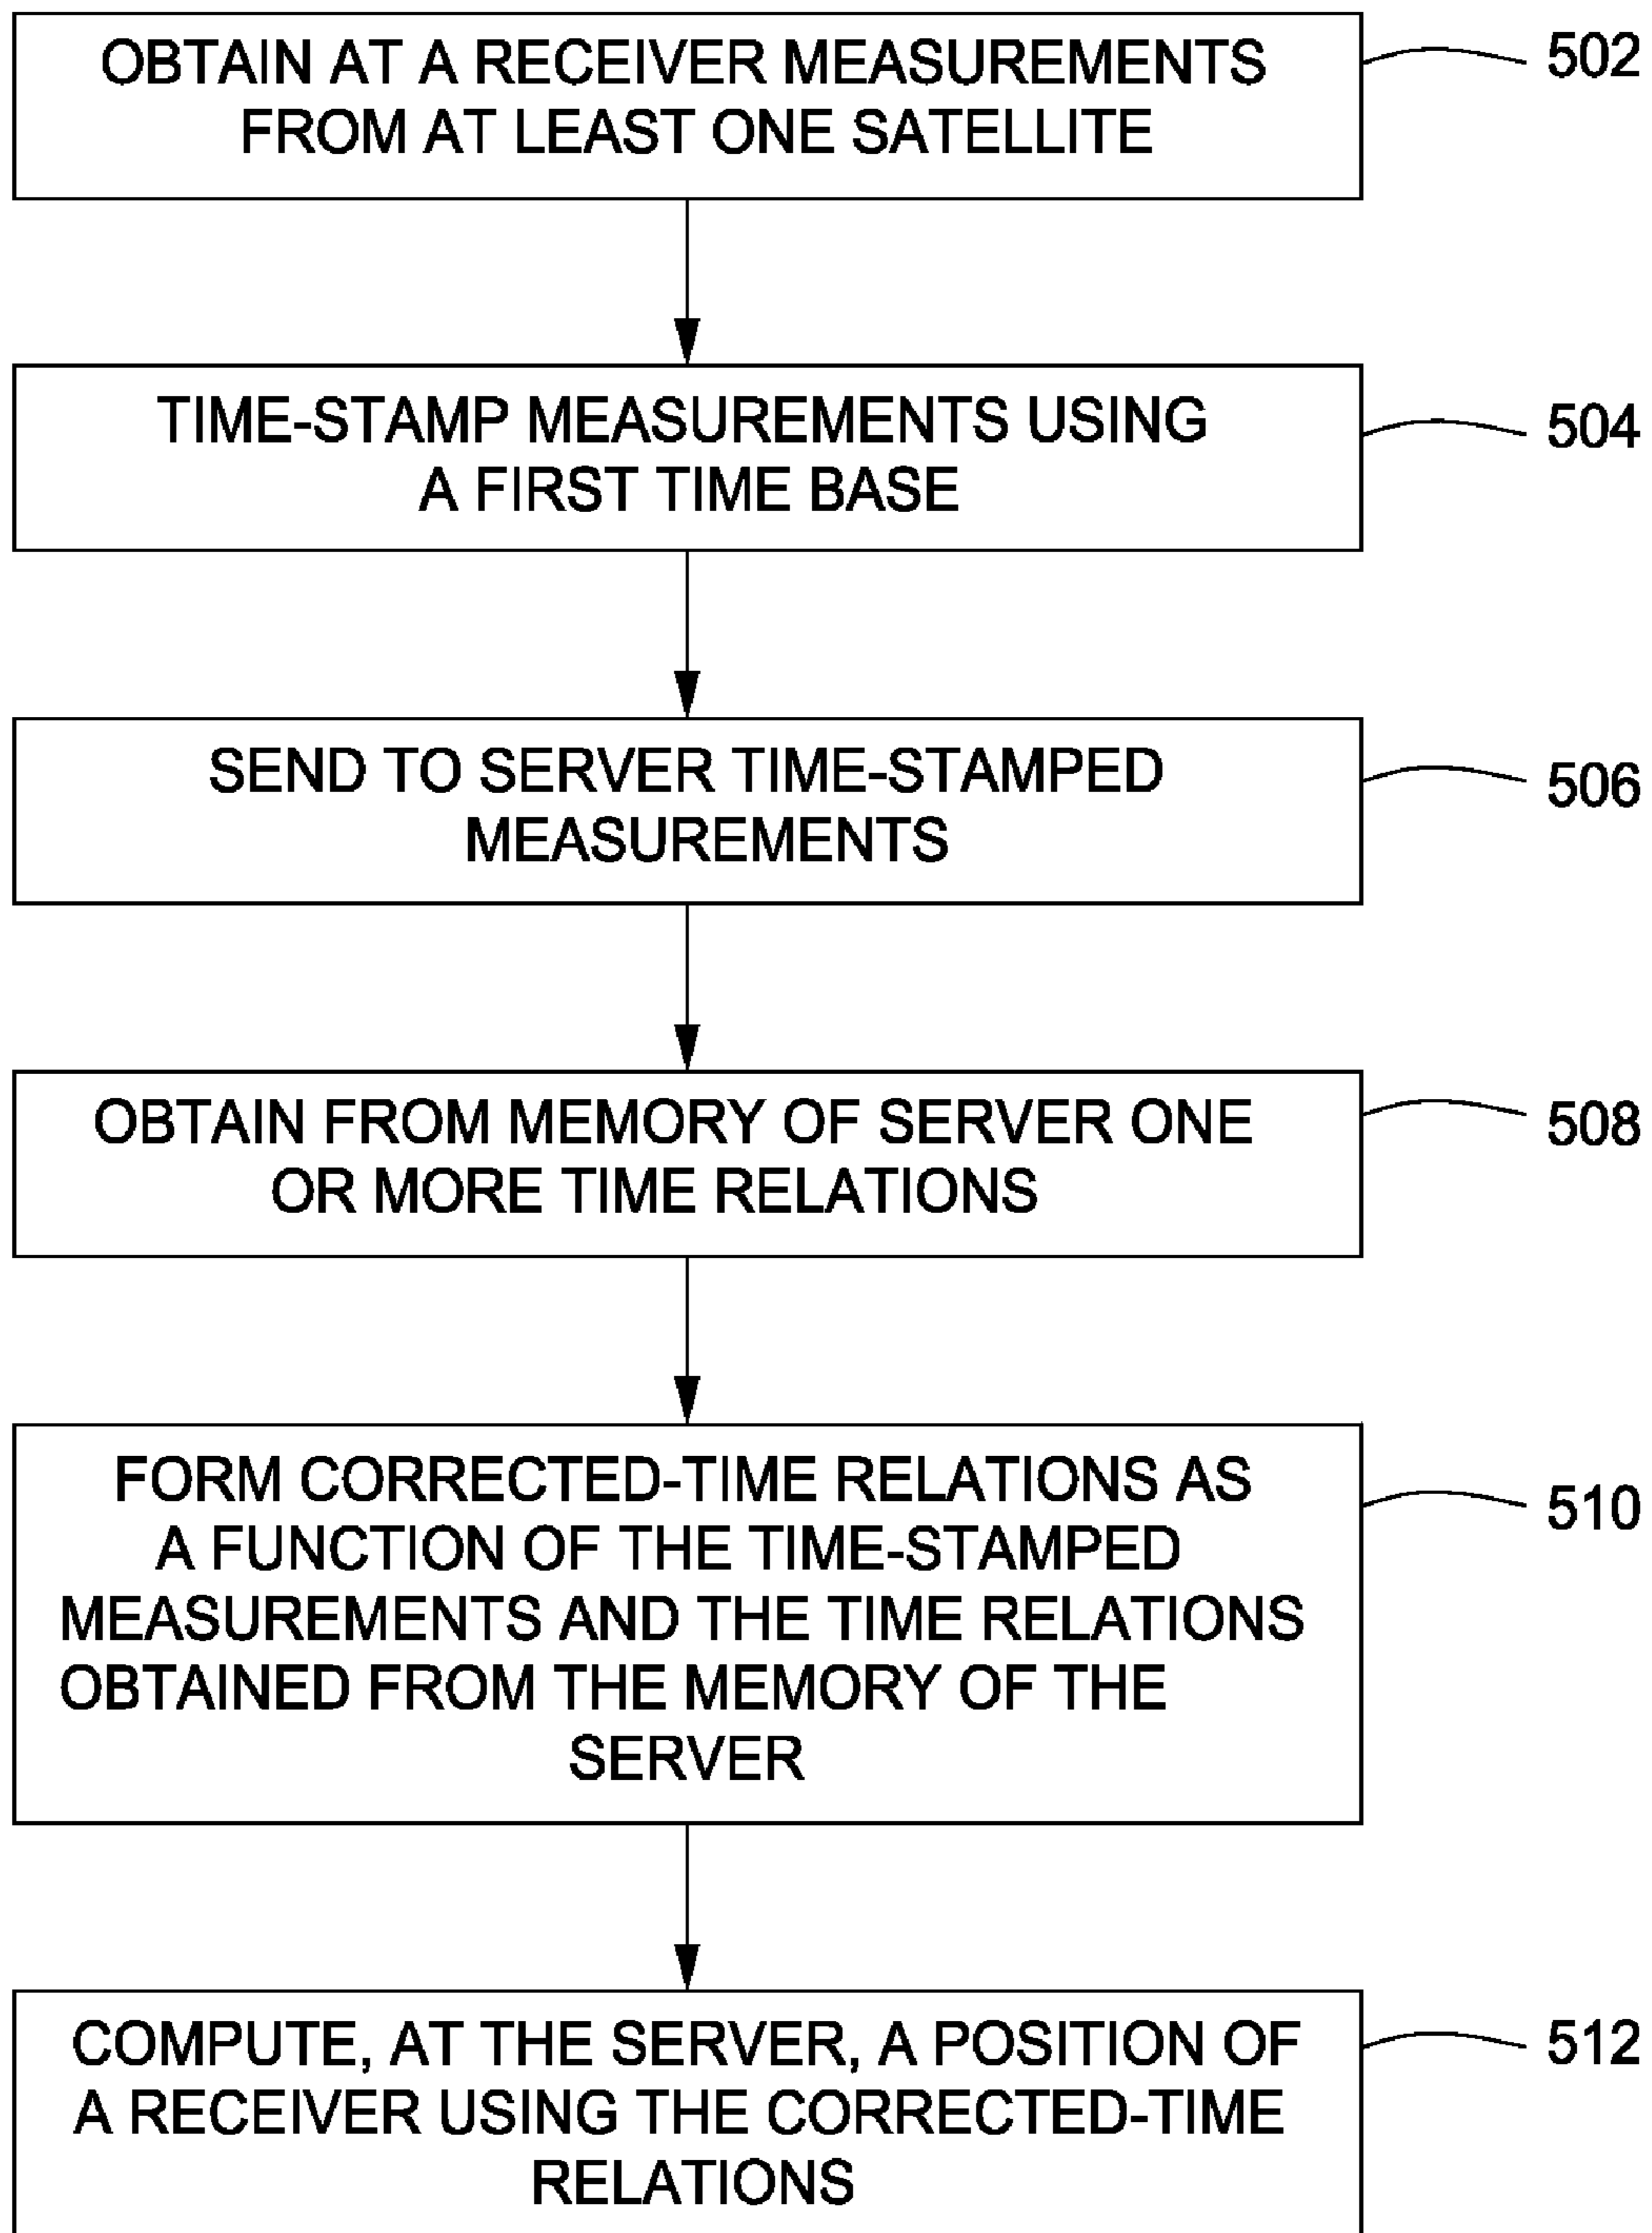 OBTAIN AT A RECEIVER MEASUREMENTS
FROM AT LEAST ONE SATELLITE
502
TIME-STAMP MEASUREMENTS USING
A FIRST TIME BASE
504
SEND TO SERVER TIME-STAMPED
MEASUREMENTS
506
OBTAIN FROM MEMORY OF SERVER ONE
OR MORE TIME RELATIONS
508
FORM CORRECTED-TIME RELATIONS AS
A FUNCTION OF THE TIME-STAMPED
MEASUREMENTS AND THE TIME RELATIONS
OBTAINED FROM THE MEMORY OF THE
SERVER
510
COMPUTE, AT THE SERVER, A POSITION OF
A RECEIVER USING THE CORRECTED-TIME
RELATIONS
512